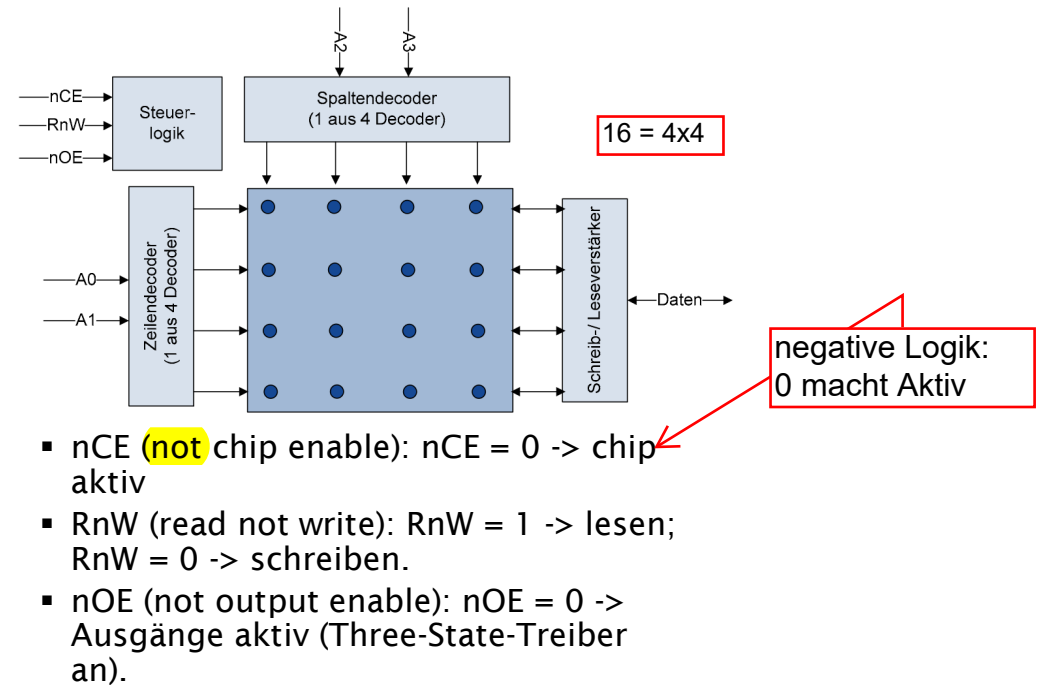 A2
A3
nCE
RnW
nOE
Steuer-
logik
Spaltendecoder
(1 aus 4 Decoder)
16 = 4x4
A0
A1
Zeilendecoder
(1 aus 4 Decoder)
Schreib-/ Leseverstärker
Daten
negative Logik:
0 macht Aktiv
▪ nCE (not chip enable): nCE = 0 -> chip
aktiv
▪ RnW (read not write): RnW = 1 -> lesen;
RnW = 0 -> schreiben.
▪ nOE (not output enable): nOE = 0 ->
Ausgänge aktiv (Three-State-Treiber
an).